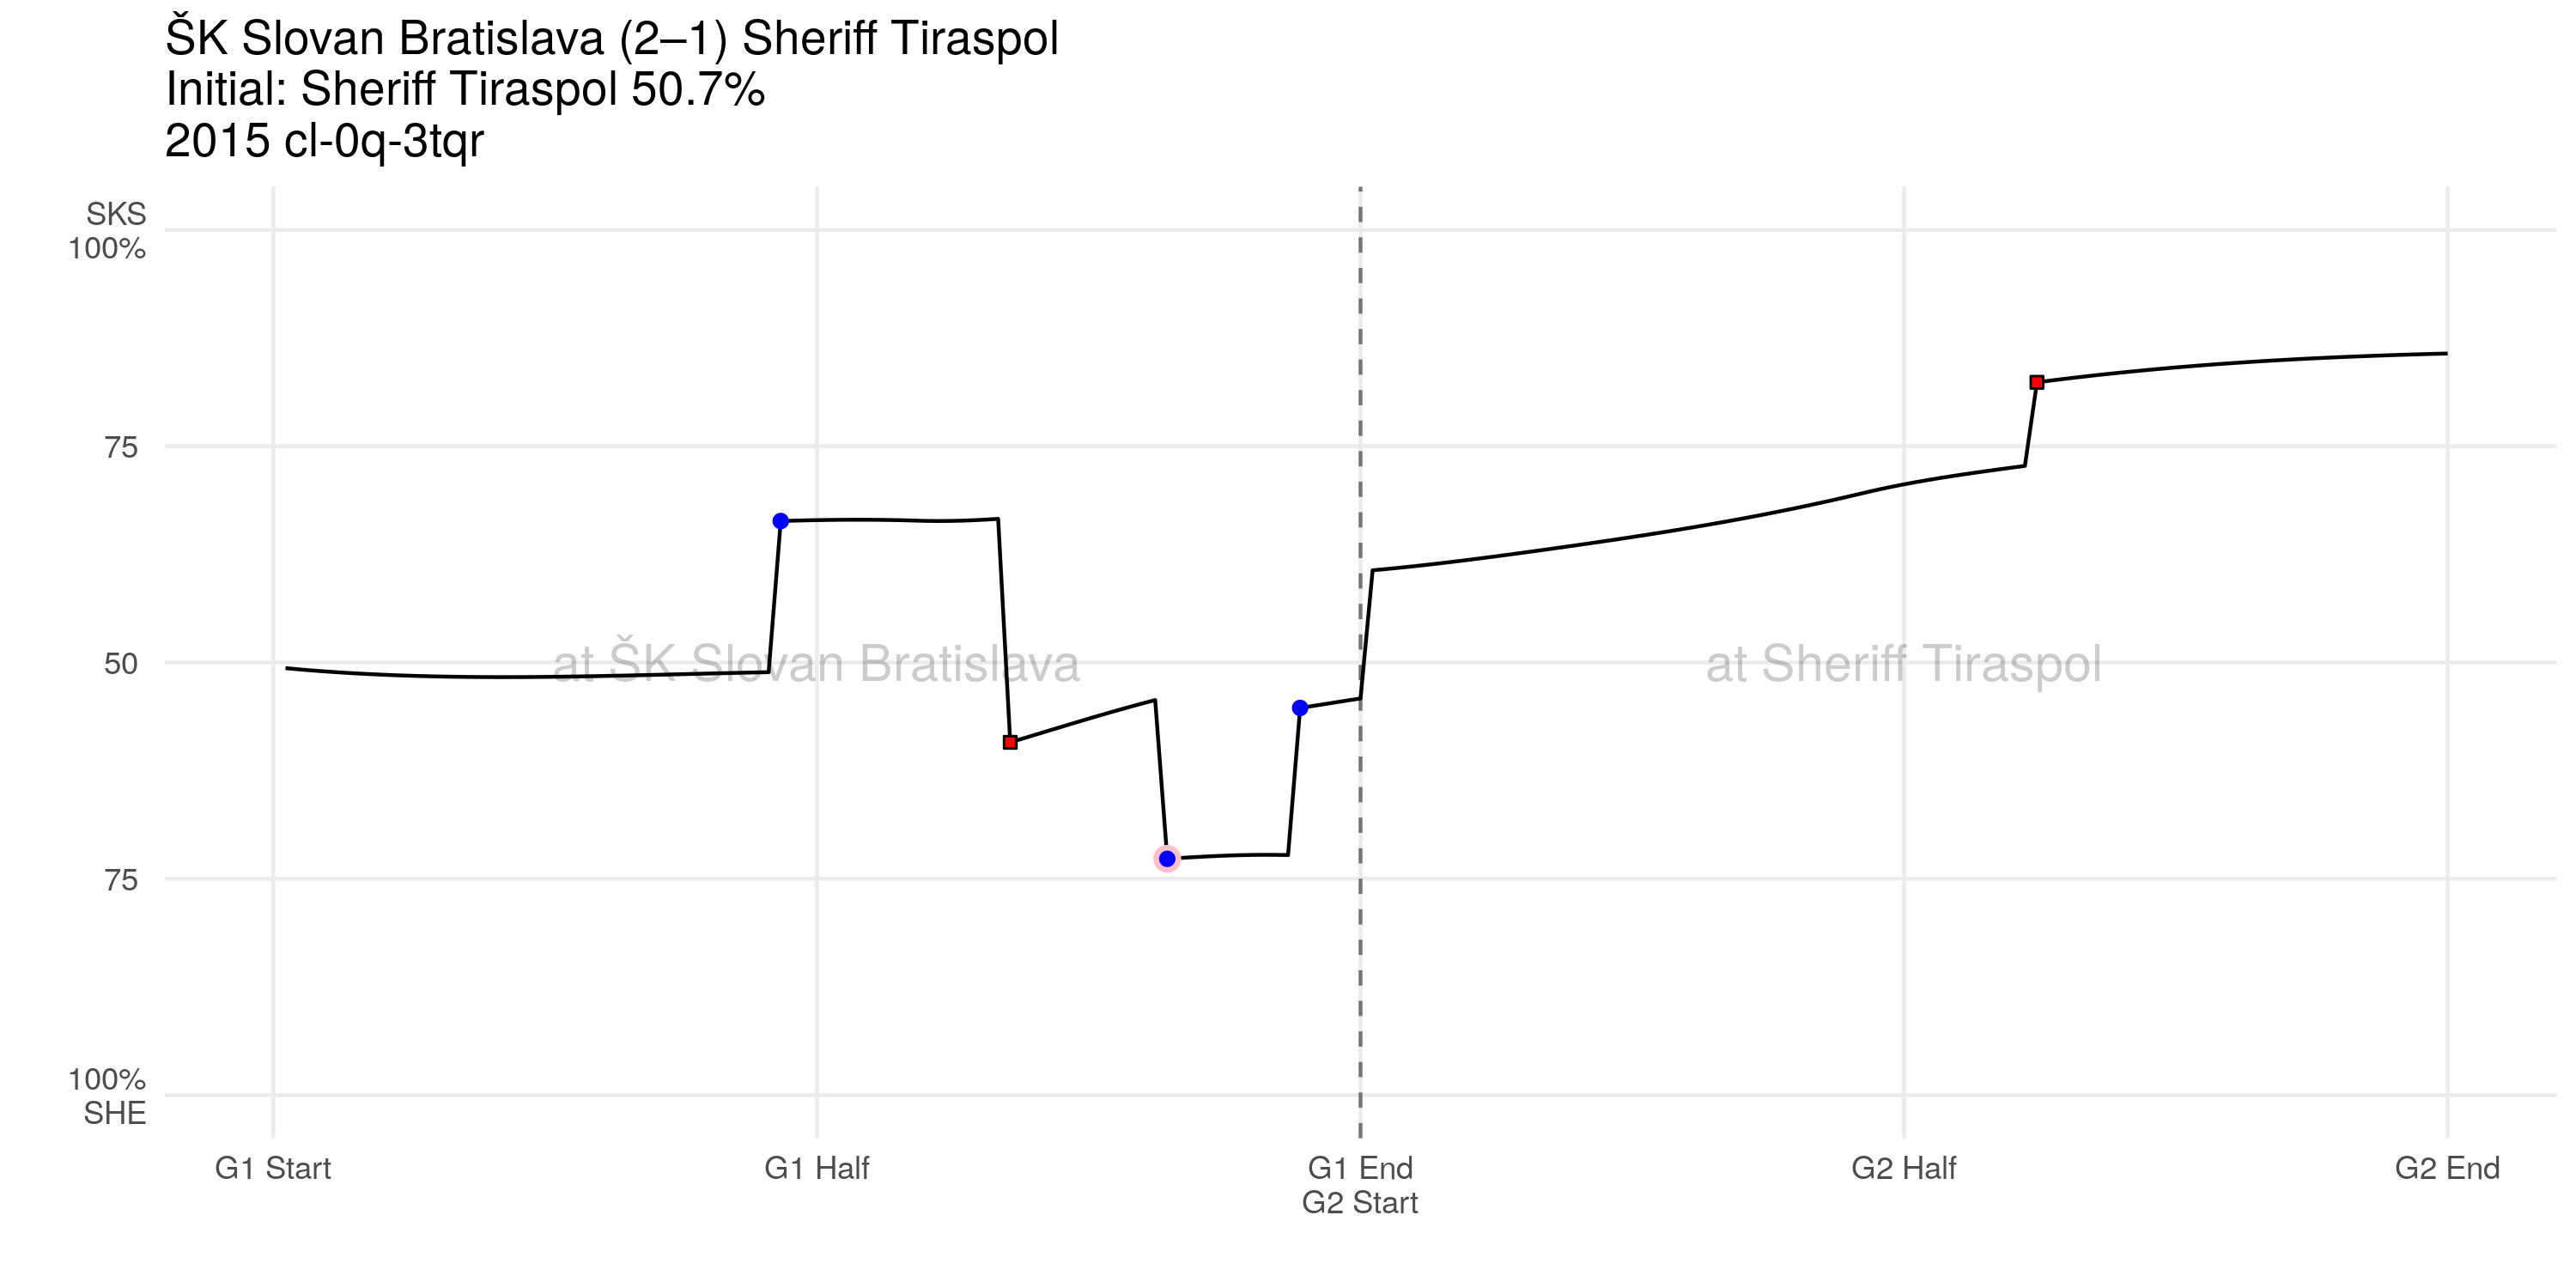 ŠK Slovan Bratislava (2–1) Sheriff Tiraspol
Initial: Sheriff Tiraspol 50.7%
2015 cl-0q-3tqr
SKS
100%
75
50
75
100%
SHE
at ŠK Slovan Bratislava
at Sheriff Tiraspol
G1 Start
G1 Half
G1 End
G2 Start
G2 Half
G2 End